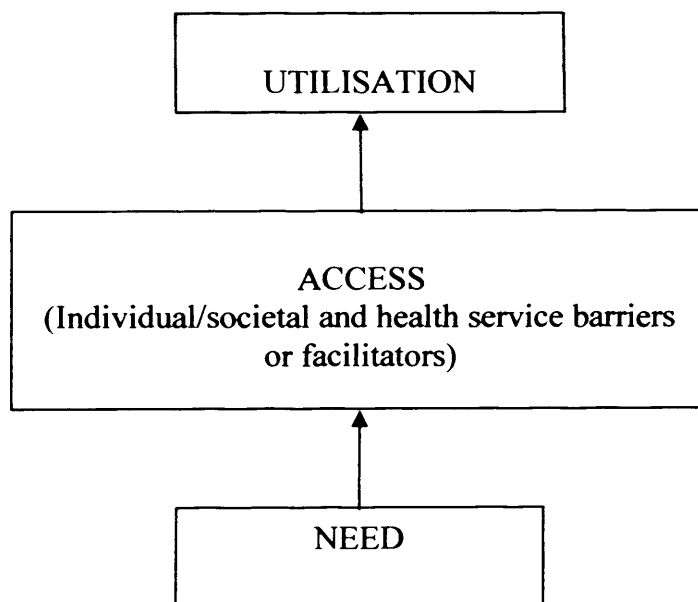 UTILISATION
ACCESS
(Individual/societal and health service barriers
or facilitators)
NEED